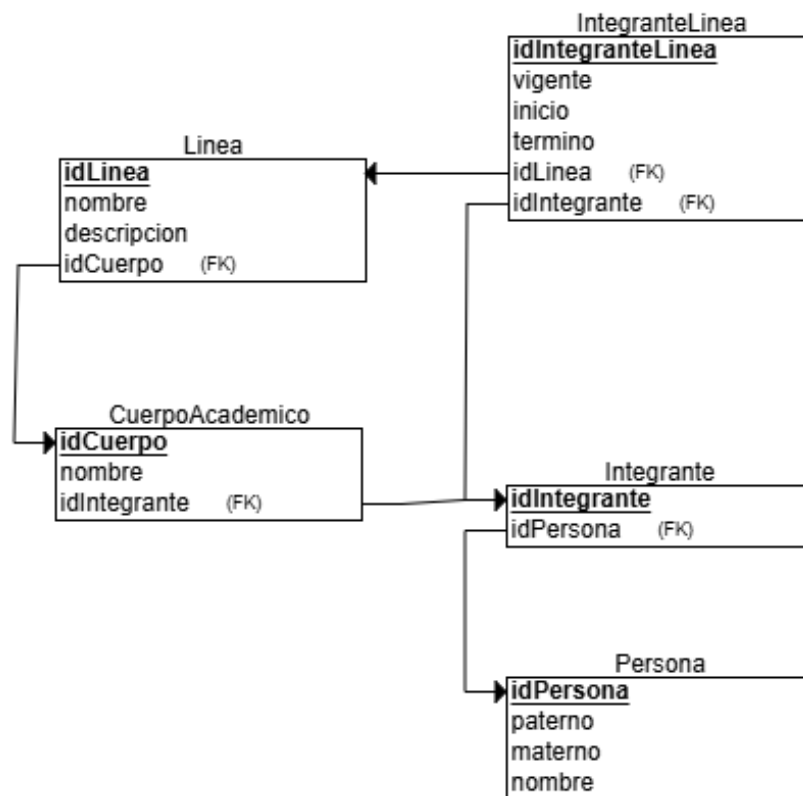 IntegranteLinea
idIntegranteLinea
vigente
inicio
termino
idLinea (FK)
idIntegrante (FK)
Linea
idLinea
nombre
descripcion
idCuerpo (FK)
CuerpoAcademico
idCuerpo
nombre
idIntegrante (FK)
Integrante
idIntegrante
idPersona (FK)
Persona
idPersona
paterno
materno
nombre